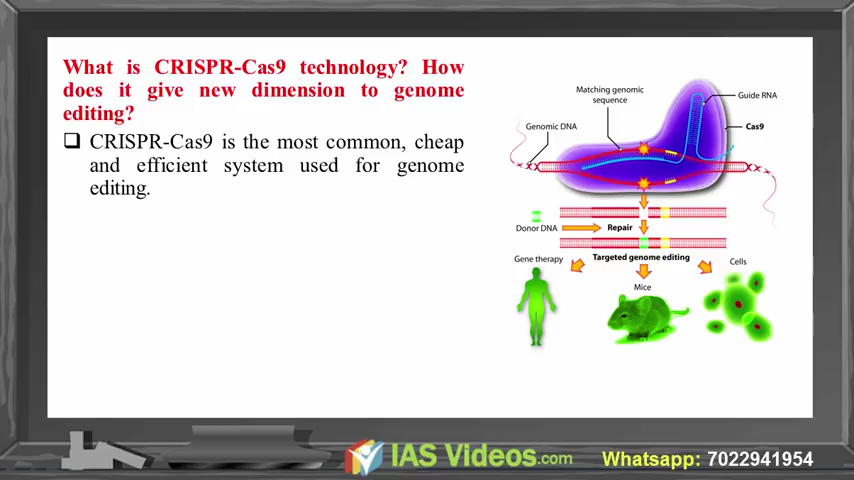 What is CRISPR-Cas9 technology? How
does it give new dimension to genome
editing?
CRISPR-Cas9 is the most common, cheap
and efficient system used for genome
editing.
Matching genomic
sequence
Guide RNA
Genomic DNA
Cas9
Donor DNA
Repair
Gene therapy
Targeted genome editing
Cells
Mice
IAS Videos.com
Whatsapp: 7022941954